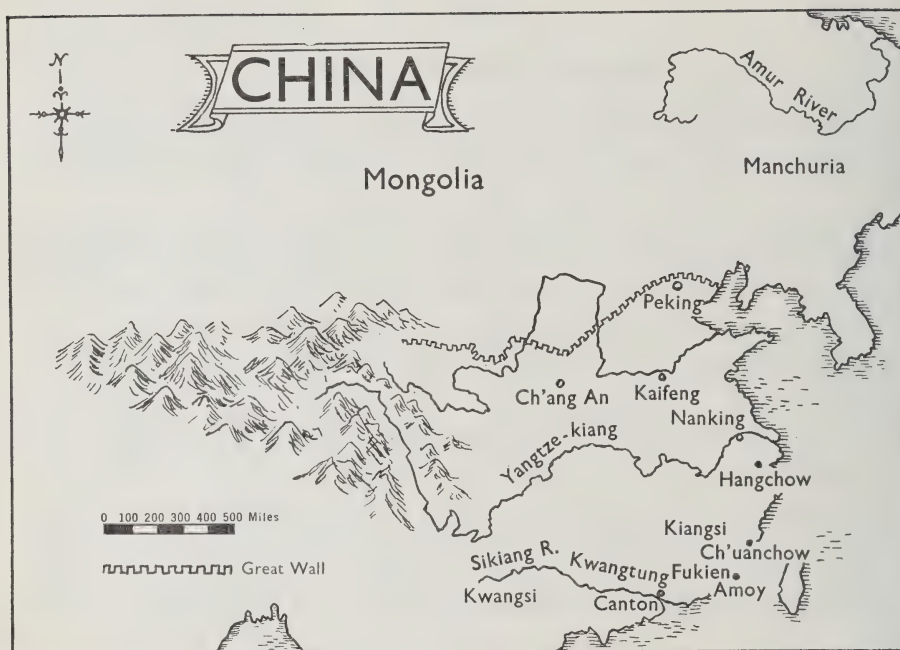 N
CHINA
Amur River
Manchuria
Mongolia
Peking
Ch'ang An
Kaifeng
Nanking
Yangtze-kiang
Hangchow
0 100 200 300 400 500 Miles
Great Wall
Kiangsi
Ch'uanchow
Sikiang R.
Kwangtung
Fukien
Amoy
Kwangsi
Canton